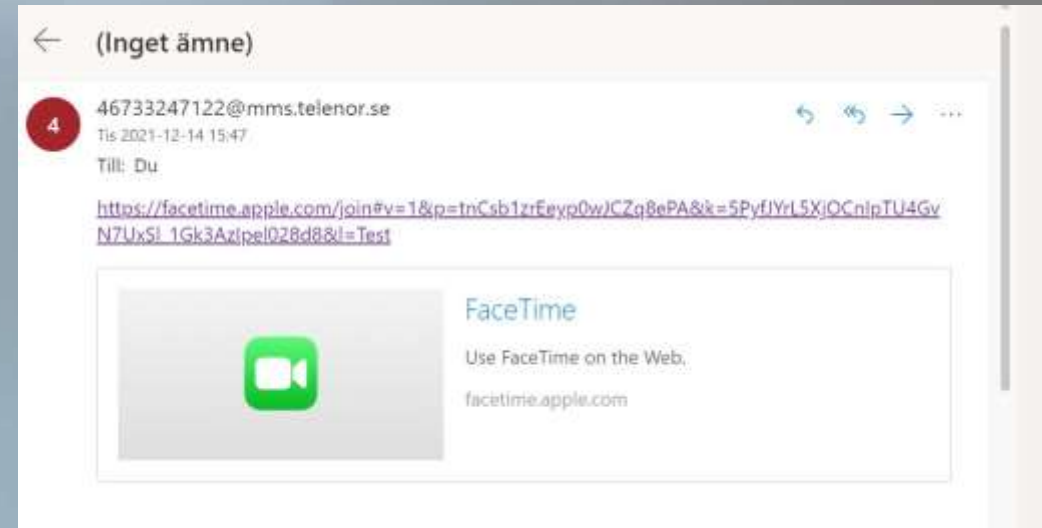 (Inget ämne)
4
46733247122@mms.telenor.se
Tis 2021-12-14 15:47
Till: Du
https://facetime.apple.com/join#v=1&p=tnCsb1zrEeyp0wJCZq8ePA&k=5PyfJYrL5XjOCnIpTU4Gv
N7UxSl_1Gk3AzIpel028d8&l=Test
FaceTime
Use FaceTime on the Web.
facetime.apple.com